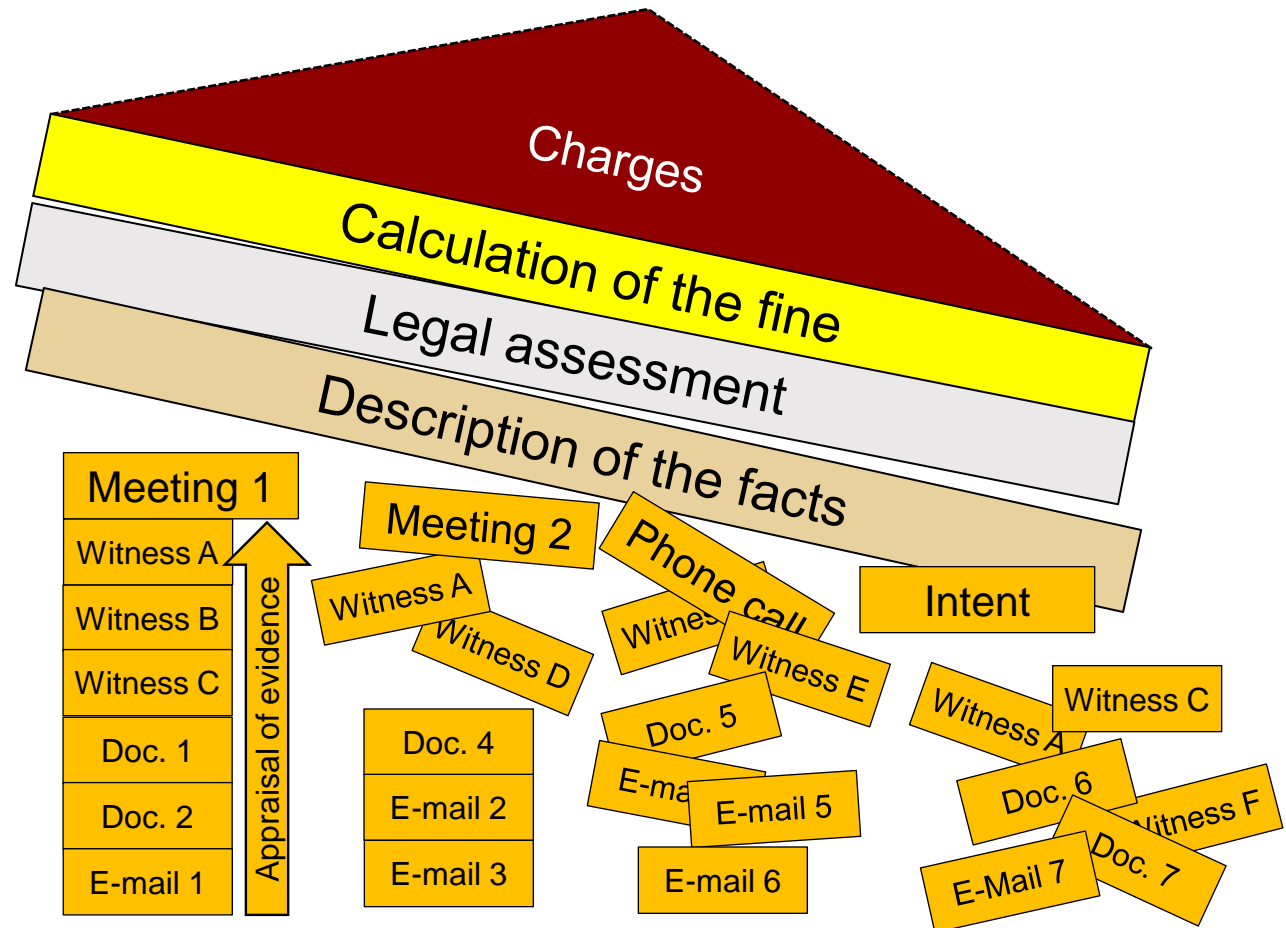 Charges
Calculation of the fine
Legal assessment
Description of the facts
Meeting 1
Witness A
Witness B
Witness C
Doc. 1
Doc. 2
E-mail 1
Appraisal of evidence
Meeting 2
Witness A
Witness D
Doc. 4
E-mail 2
E-mail 3
Phone call
Witness E
Doc. 5
E-mail 5
E-mail 6
Intent
Witness A
Witness C
Doc. 6
Witness F
Doc. 7
E-Mail 7